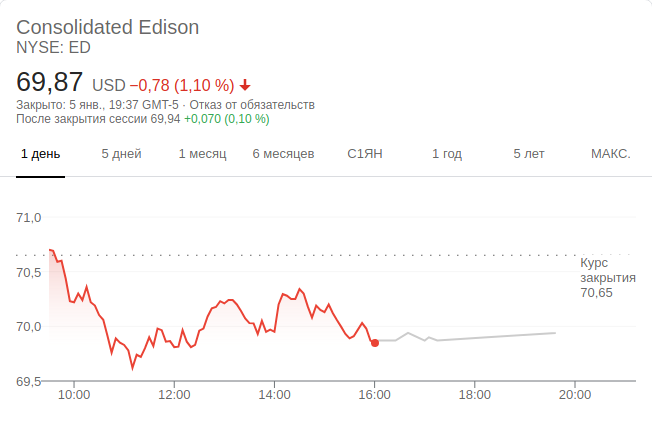 Consolidated Edison
NYSE: ED
69,87 USD −0,78 (1,10 %)
Закрыто: 5 янв., 19:37 GMT-5 · Отказ от обязательств
После закрытия сессии 69,94 +0,070 (0,10 %)
1 день 5 дней 1 месяц 6 месяцев С1ЯН 1 год 5 лет МАКС.
71,0
Курс
закрытия
70,65
70,5
70,0
69,5
10:00 12:00 14:00 16:00 18:00 20:00